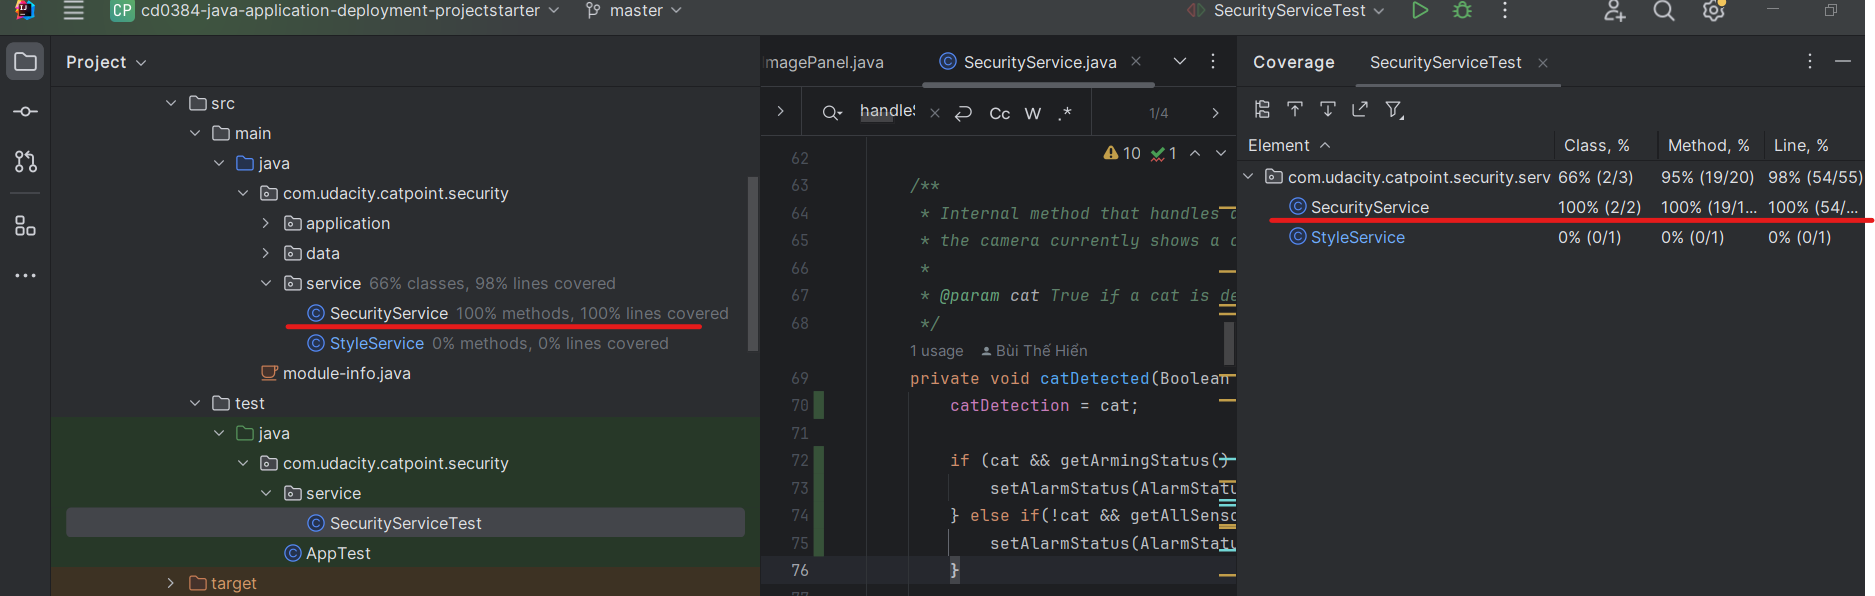 CP cd0384-java-application-deployment-projectstarter master SecurityServiceTest
Project
src
main
java
com.udacity.catpoint.security
application
data
service 66% classes, 98% lines covered
SecurityService 100% methods, 100% lines covered
StyleService 0% methods, 0% lines covered
module-info.java
test
java
com.udacity.catpoint.security
service
SecurityServiceTest
AppTest
target
magePanel.java SecurityService.java
handleS Cc W .* 1/4
10 1
62
63 /**
64 * Internal method that handles
65 * the camera currently shows a
66 *
67 * @param cat True if a cat is de
68 */
1 usage Bùi Thế Hiển
69 private void catDetected(Boolean
70 catDetection = cat;
71
72 if (cat && getArmingStatus()
73 setAlarmStatus(AlarmStatu
74 } else if(!cat && getAllSenso
75 setAlarmStatus(AlarmStatu
76 }
Coverage SecurityServiceTest
Element Class, % Method, % Line, %
com.udacity.catpoint.security.serv 66% (2/3) 95% (19/20) 98% (54/55)
SecurityService 100% (2/2) 100% (19/1... 100% (54/...
StyleService 0% (0/1) 0% (0/1) 0% (0/1)